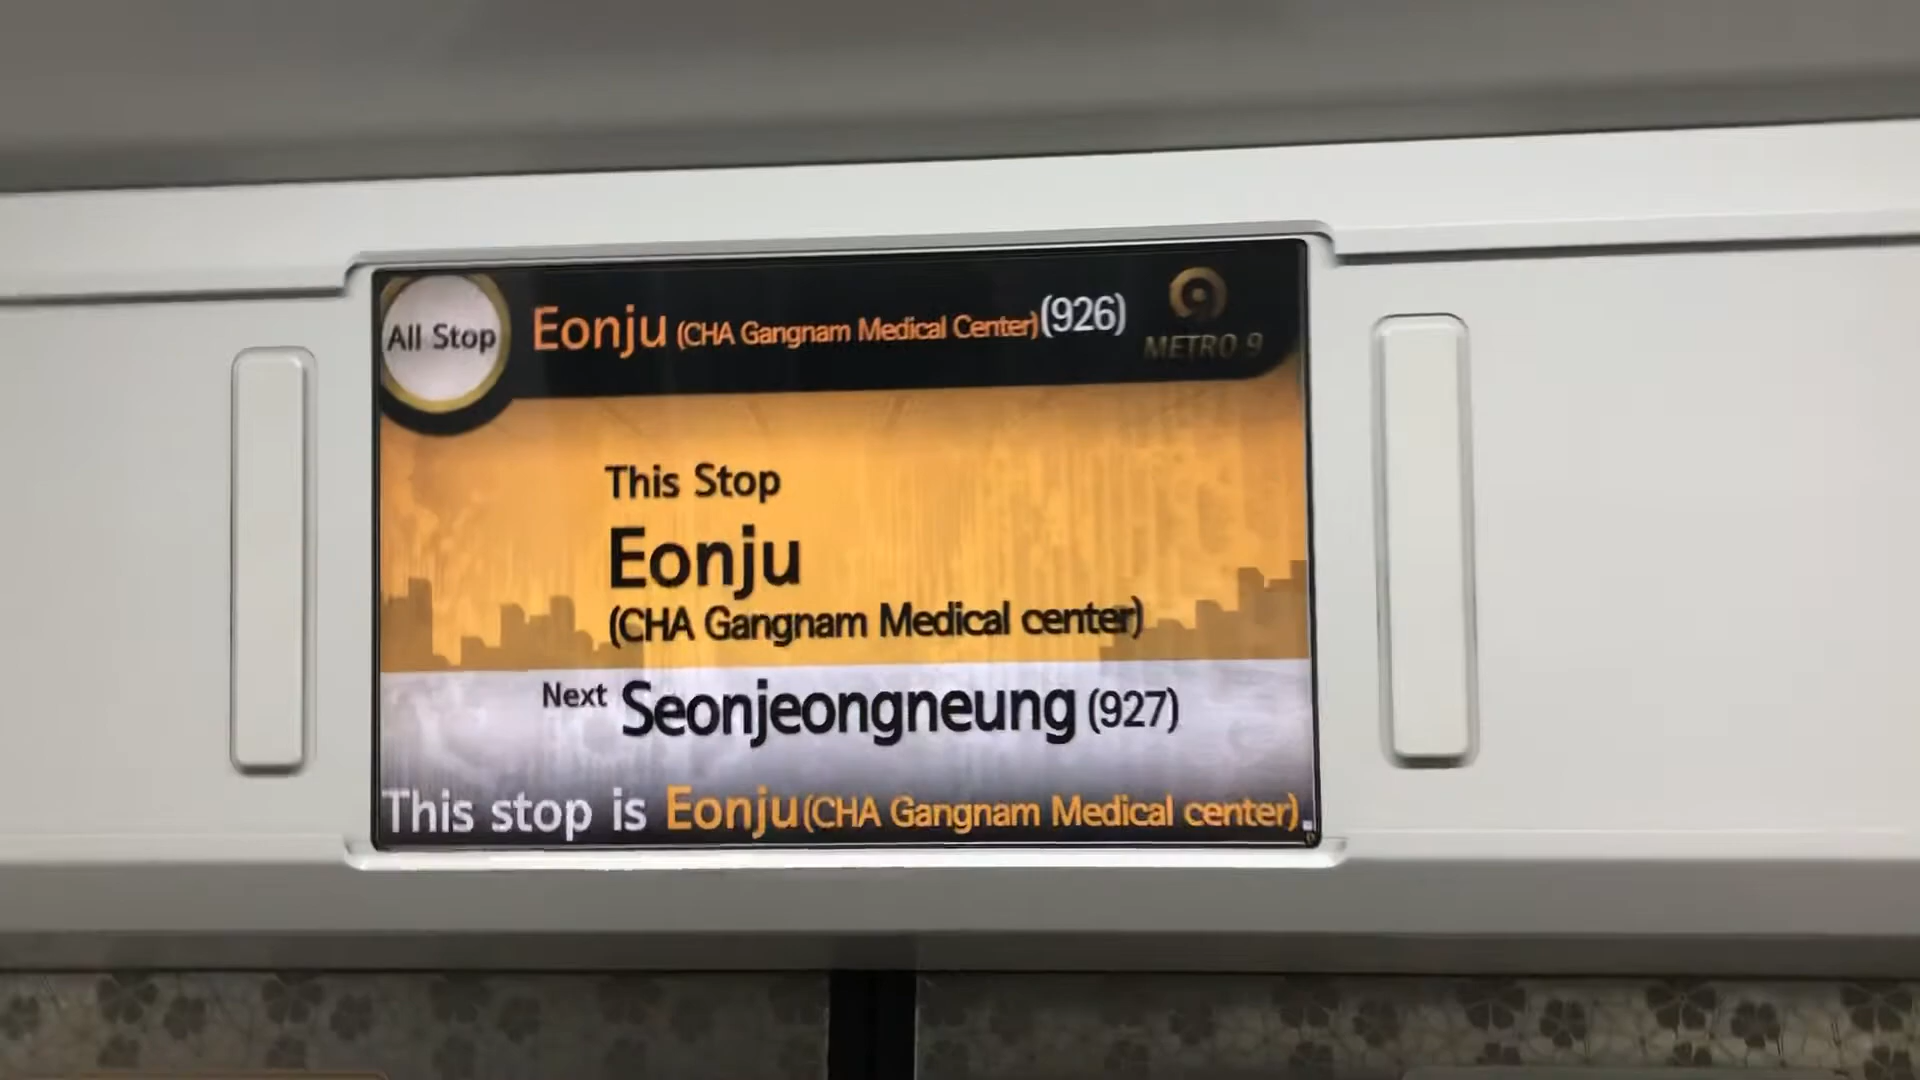 All Stop
Eonju (CHA Gangnam Medical Center) (926)
METRO 9
This Stop
Eonju
(CHA Gangnam Medical center)
Next Seonjeongneung (927)
This stop is Eonju(CHA Gangnam Medical center).